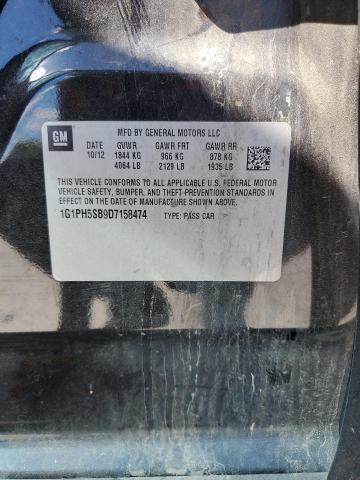 GM
MFD BY GENERAL MOTORS LLC
DATE GVWR GAWR FRT GAWR RR
10/12 1844 KG 966 KG 878 KG
4064 LB 2129 LB 1935 LB
THIS VEHICLE CONFORMS TO ALL APPLICABLE U.S. FEDERAL MOTOR
VEHICLE SAFETY, BUMPER, AND THEFT-PREVENTION STANDARDS
IN EFFECT ON THE DATE OF MANUFACTURE SHOWN ABOVE.
1G1PH5SB9D7158474 TYPE: PASS CAR